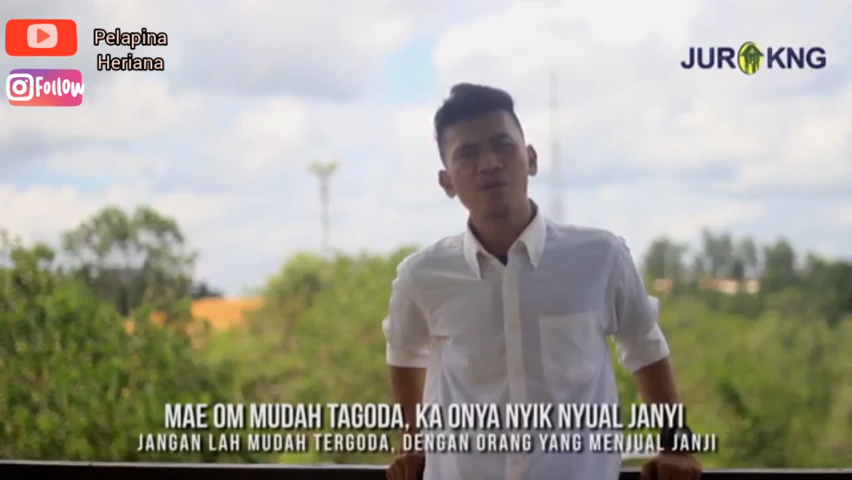 Pelapina
Heriana
Follow
JUR KNG
MAE OM MUDAH TAGODA, KA ONYA NYIK NYUAL JANYI
JANGAN LAH MUDAH TERGODA, DENGAN ORANG YANG MENJUAL JANJI